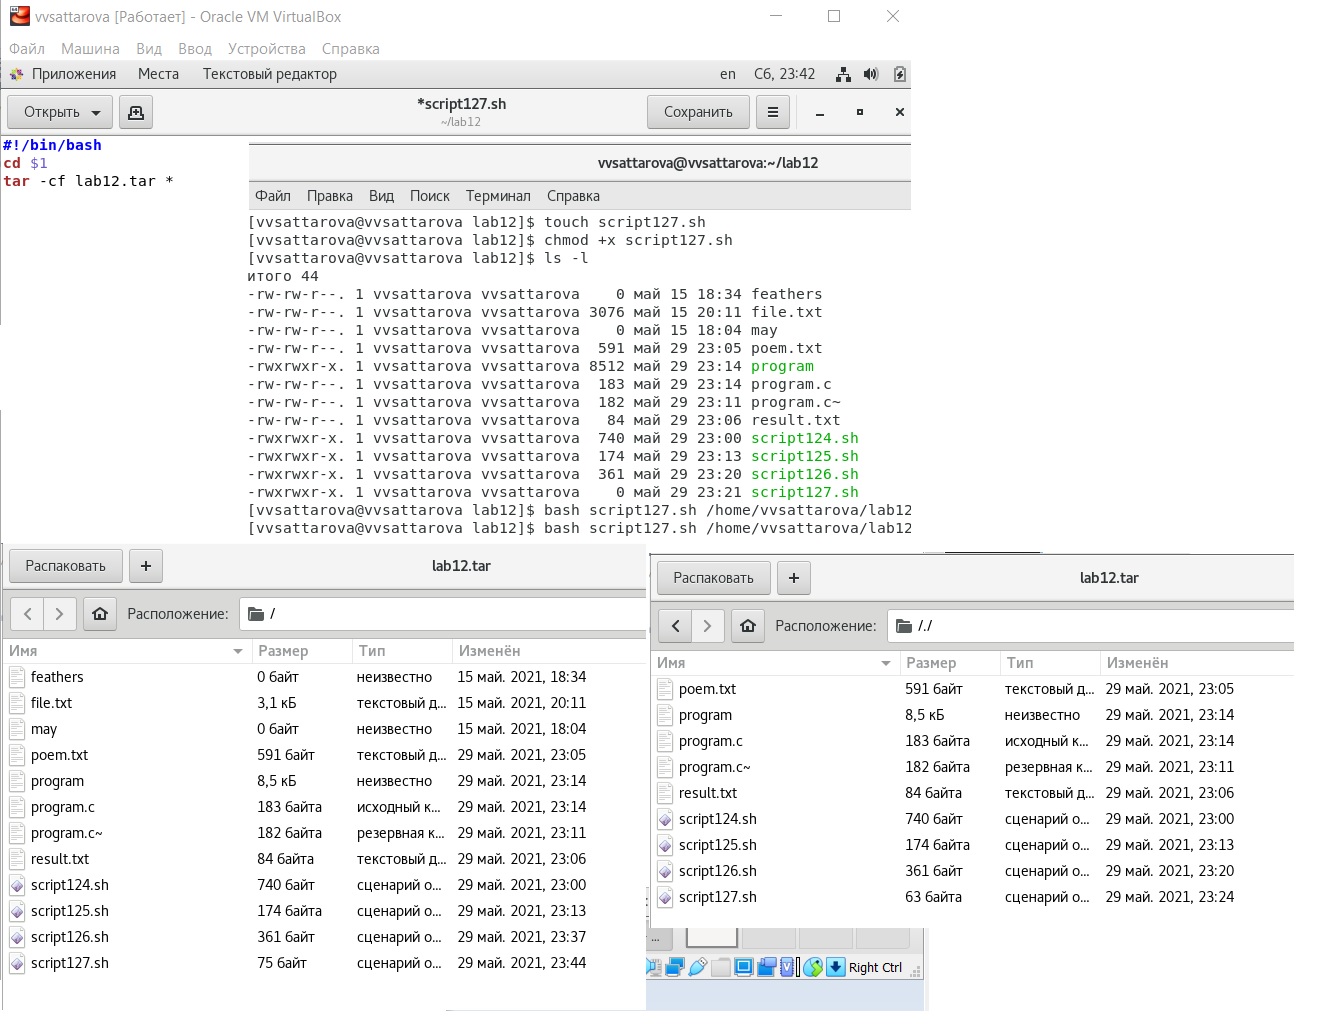 vvsattarova [Работает] - Oracle VM VirtualBox
Файл Машина Вид Ввод Устройства Справка
Приложения Места Текстовый редактор en Сб, 23:42
Открыть *script127.sh Сохранить
~/lab12
#!/bin/bash
cd $1
tar -cf lab12.tar *
vvsattarova@vvsattarova:~/lab12
Файл Правка Вид Поиск Терминал Справка
[vvsattarova@vvsattarova lab12]$ touch script127.sh
[vvsattarova@vvsattarova lab12]$ chmod +x script127.sh
[vvsattarova@vvsattarova lab12]$ ls -l
итого 44
-rw-rw-r--. 1 vvsattarova vvsattarova 0 май 15 18:34 feathers
-rw-rw-r--. 1 vvsattarova vvsattarova 3076 май 15 20:11 file.txt
-rw-rw-r--. 1 vvsattarova vvsattarova 0 май 15 18:04 may
-rw-rw-r--. 1 vvsattarova vvsattarova 591 май 29 23:05 poem.txt
-rwxrwxr-x. 1 vvsattarova vvsattarova 8512 май 29 23:14 program
-rw-rw-r--. 1 vvsattarova vvsattarova 183 май 29 23:14 program.c
-rw-rw-r--. 1 vvsattarova vvsattarova 182 май 29 23:11 program.c~
-rw-rw-r--. 1 vvsattarova vvsattarova 84 май 29 23:06 result.txt
-rwxrwxr-x. 1 vvsattarova vvsattarova 740 май 29 23:00 script124.sh
-rwxrwxr-x. 1 vvsattarova vvsattarova 174 май 29 23:13 script125.sh
-rwxrwxr-x. 1 vvsattarova vvsattarova 361 май 29 23:20 script126.sh
-rwxrwxr-x. 1 vvsattarova vvsattarova 0 май 29 23:21 script127.sh
[vvsattarova@vvsattarova lab12]$ bash script127.sh /home/vvsattarova/lab12
[vvsattarova@vvsattarova lab12]$ bash script127.sh /home/vvsattarova/lab12
Распаковать + lab12.tar
Расположение: /
Имя Размер Тип Изменён
feathers 0 байт неизвестно 15 май. 2021, 18:34
file.txt 3,1 кБ текстовый д... 15 май. 2021, 20:11
may 0 байт неизвестно 15 май. 2021, 18:04
poem.txt 591 байт текстовый д... 29 май. 2021, 23:05
program 8,5 кБ неизвестно 29 май. 2021, 23:14
program.c 183 байта исходный к... 29 май. 2021, 23:14
program.c~ 182 байта резервная к... 29 май. 2021, 23:11
result.txt 84 байта текстовый д... 29 май. 2021, 23:06
script124.sh 740 байт сценарий о... 29 май. 2021, 23:00
script125.sh 174 байта сценарий о... 29 май. 2021, 23:13
script126.sh 361 байт сценарий о... 29 май. 2021, 23:37
script127.sh 75 байт сценарий о... 29 май. 2021, 23:44
Распаковать + lab12.tar
Расположение: /./
Имя Размер Тип Изменён
poem.txt 591 байт текстовый д... 29 май. 2021, 23:05
program 8,5 кБ неизвестно 29 май. 2021, 23:14
program.c 183 байта исходный к... 29 май. 2021, 23:14
program.c~ 182 байта резервная к... 29 май. 2021, 23:11
result.txt 84 байта текстовый д... 29 май. 2021, 23:06
script124.sh 740 байт сценарий о... 29 май. 2021, 23:00
script125.sh 174 байта сценарий о... 29 май. 2021, 23:13
script126.sh 361 байт сценарий о... 29 май. 2021, 23:20
script127.sh 63 байта сценарий о... 29 май. 2021, 23:24
...
Right Ctrl